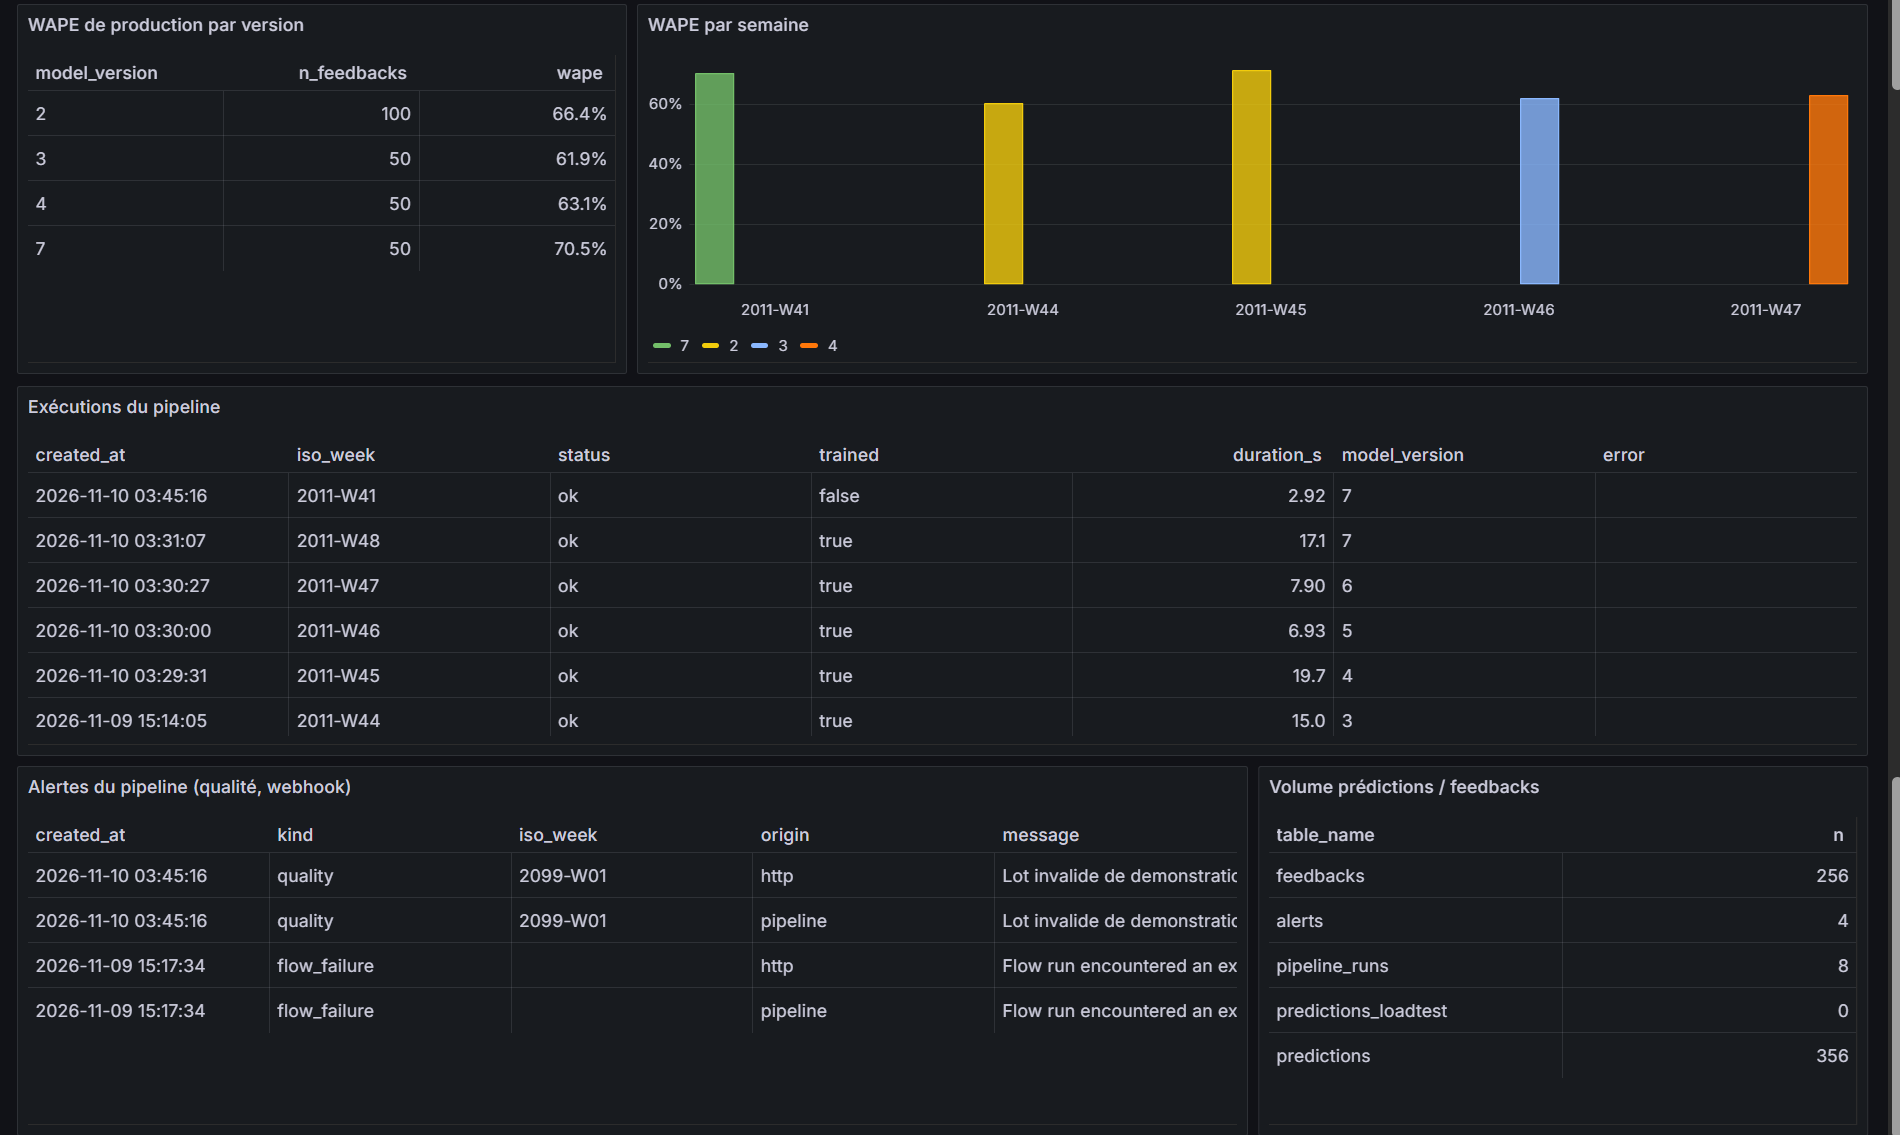 WAPE de production par version
model_version n_feedbacks wape
2 100 66.4%
3 50 61.9%
4 50 63.1%
7 50 70.5%
WAPE par semaine
60%
40%
20%
0%
2011-W41 2011-W44 2011-W45 2011-W46 2011-W47
7 2 3 4
Exécutions du pipeline
created_at iso_week status trained duration_s model_version error
2026-11-10 03:45:16 2011-W41 ok false 2.92 7
2026-11-10 03:31:07 2011-W48 ok true 17.1 7
2026-11-10 03:30:27 2011-W47 ok true 7.90 6
2026-11-10 03:30:00 2011-W46 ok true 6.93 5
2026-11-10 03:29:31 2011-W45 ok true 19.7 4
2026-11-09 15:14:05 2011-W44 ok true 15.0 3
Alertes du pipeline (qualité, webhook)
created_at kind iso_week origin message
2026-11-10 03:45:16 quality 2099-W01 http Lot invalide de demonstratic
2026-11-10 03:45:16 quality 2099-W01 pipeline Lot invalide de demonstratic
2026-11-09 15:17:34 flow_failure http Flow run encountered an ex
2026-11-09 15:17:34 flow_failure pipeline Flow run encountered an ex
Volume prédictions / feedbacks
table_name n
feedbacks 256
alerts 4
pipeline_runs 8
predictions_loadtest 0
predictions 356